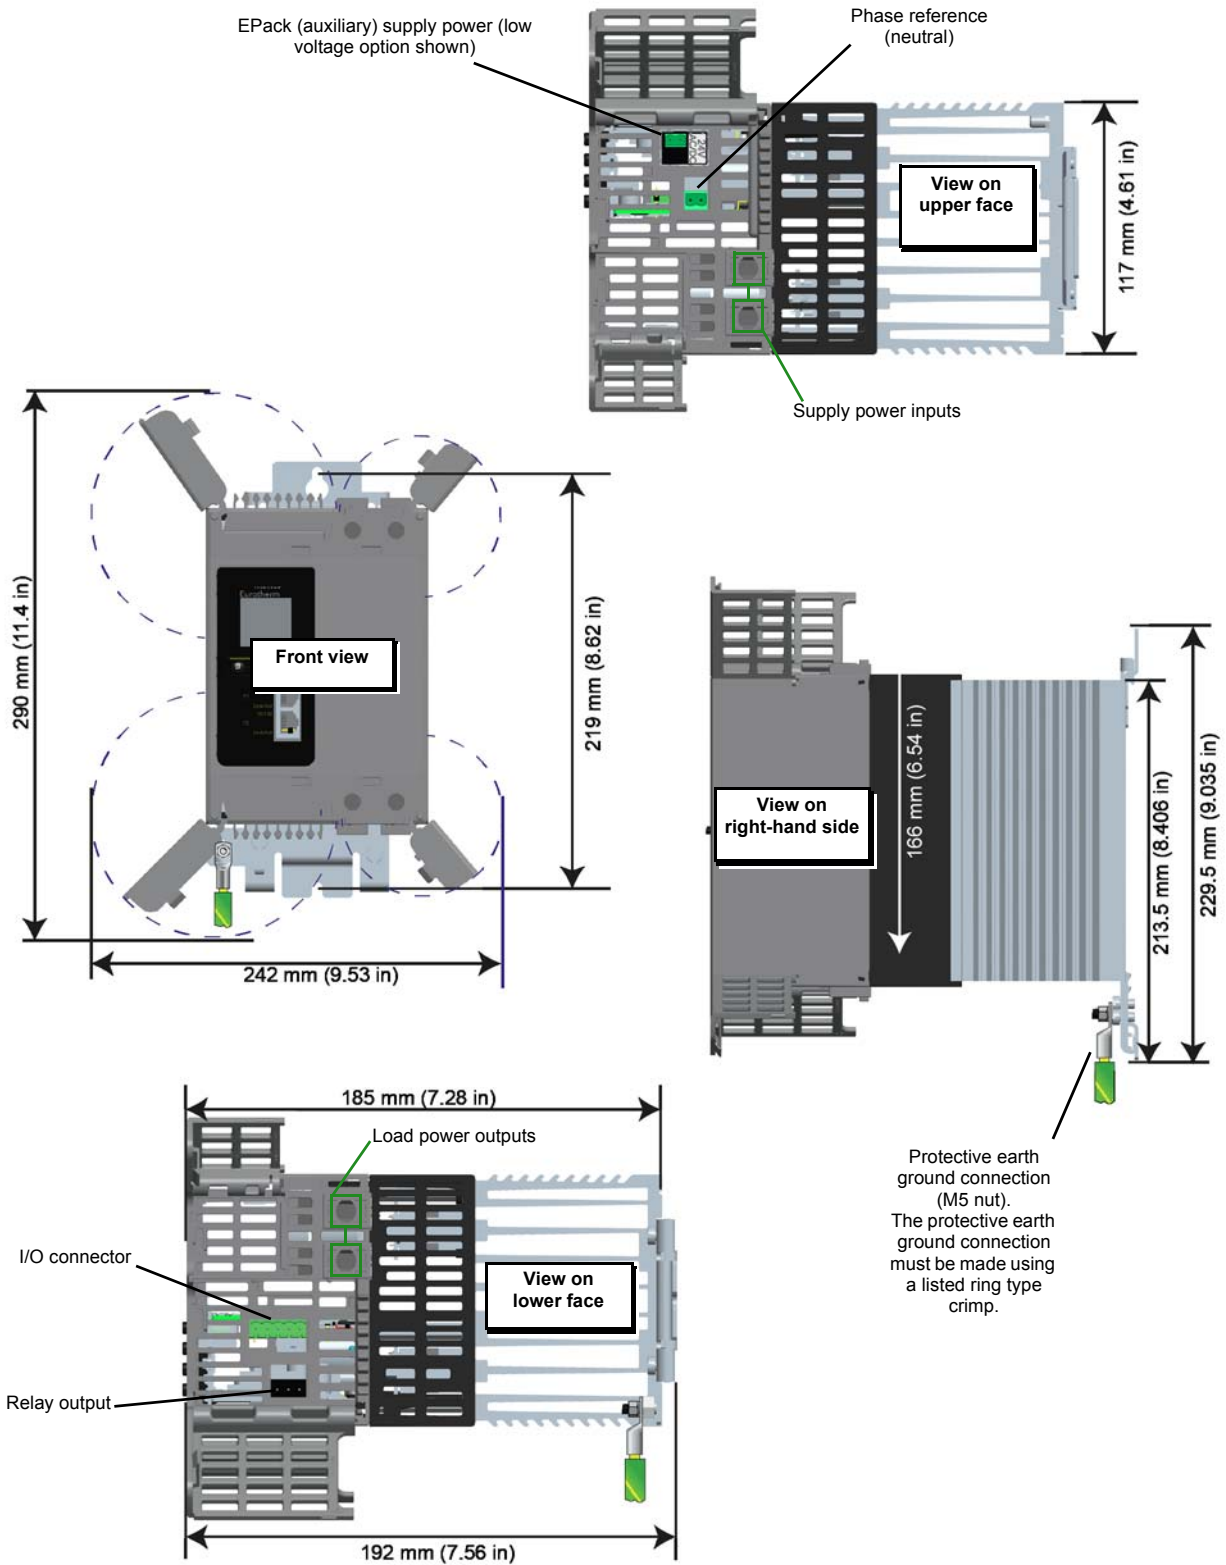 EPack (auxiliary) supply power (low
voltage option shown)
Phase reference
(neutral)
24V
View on
upper face
117 mm (4.61 in)
Supply power inputs
290 mm (11.4 in)
Eurotherm
Front view
219 mm (8.62 in)
242 mm (9.53 in)
View on
right-hand side
166 mm (6.54 in)
213.5 mm (8.406 in)
229.5 mm (9.035 in)
Protective earth
ground connection
(M5 nut).
The protective earth
ground connection
must be made using
a listed ring type
crimp.
185 mm (7.28 in)
Load power outputs
I/O connector
View on
lower face
Relay output
192 mm (7.56 in)